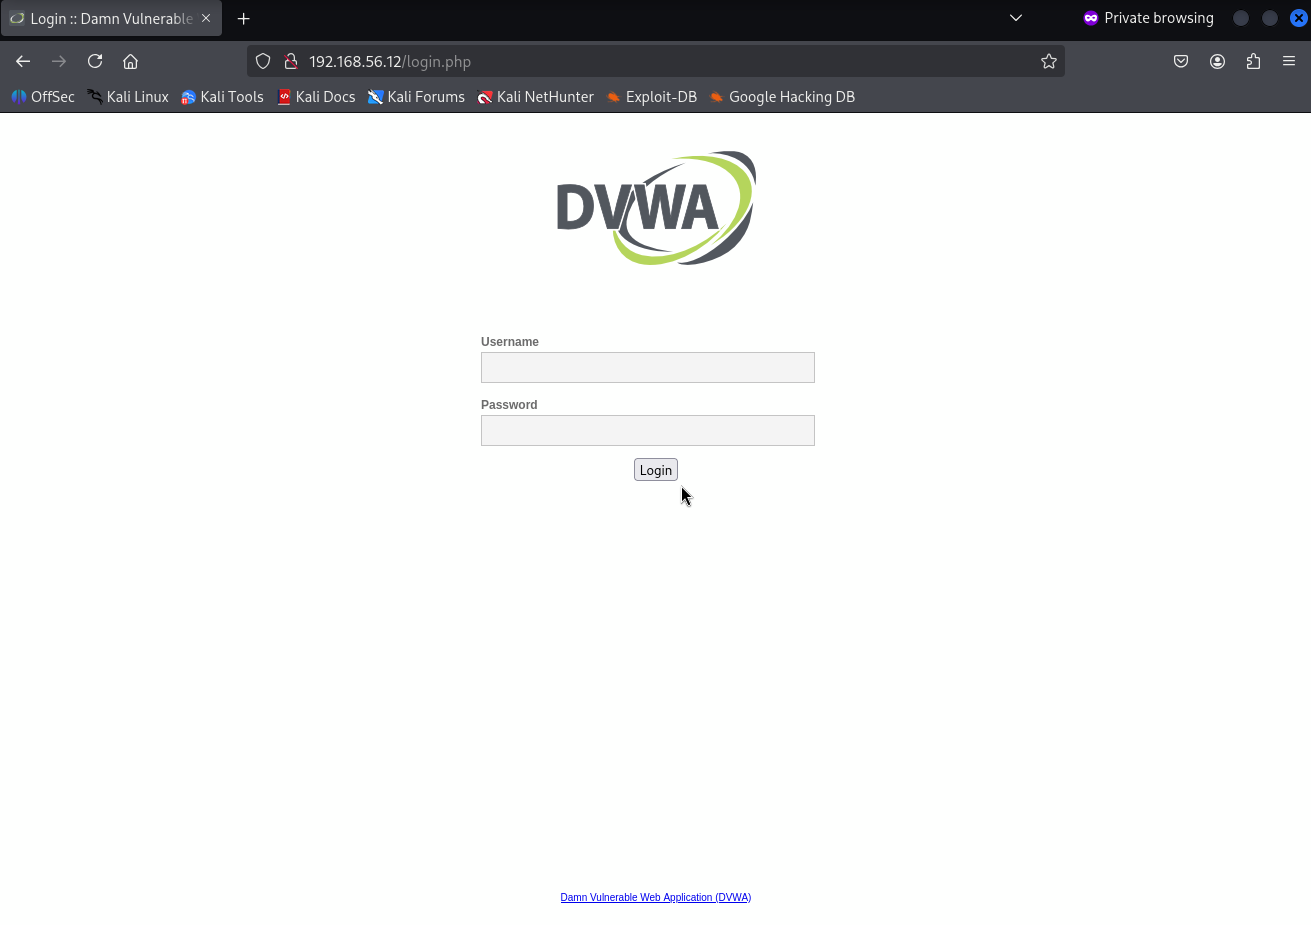 Login :: Damn Vulnerable
Private browsing
192.168.56.12/login.php
OffSec Kali Linux Kali Tools Kali Docs Kali Forums Kali NetHunter Exploit-DB Google Hacking DB
DVWA
Username
Password
Login
Damn Vulnerable Web Application (DVWA)